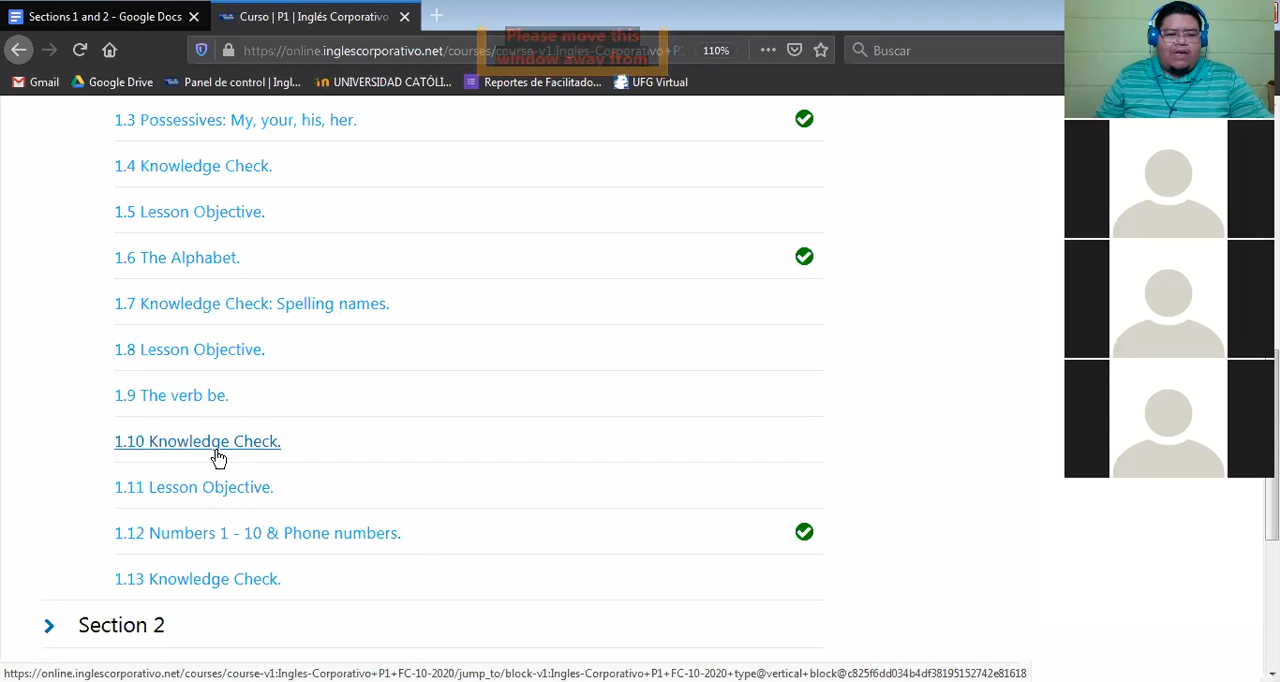 Sections 1 and 2 - Google Docs
Curso | P1 | Inglés Corporativo
Please move this
window away from
https://online.inglescorporativo.net/courses/course-v1:Ingles-Corporativo+P1
110%
Buscar
Gmail
Google Drive
Panel de control | Ingl...
in UNIVERSIDAD CATÓLI...
Reportes de Facilitado...
UFG Virtual
1.3 Possessives: My, your, his, her.
1.4 Knowledge Check.
1.5 Lesson Objective.
1.6 The Alphabet.
1.7 Knowledge Check: Spelling names.
1.8 Lesson Objective.
1.9 The verb be.
1.10 Knowledge Check.
1.11 Lesson Objective.
1.12 Numbers 1 - 10 & Phone numbers.
1.13 Knowledge Check.
Section 2
https://online.inglescorporativo.net/courses/course-v1:Ingles-Corporativo+P1+FC-10-2020/jump_to/block-v1:Ingles-Corporativo+P1+FC-10-2020+type@vertical+block@c825f6dd034b4df38195152742e81618